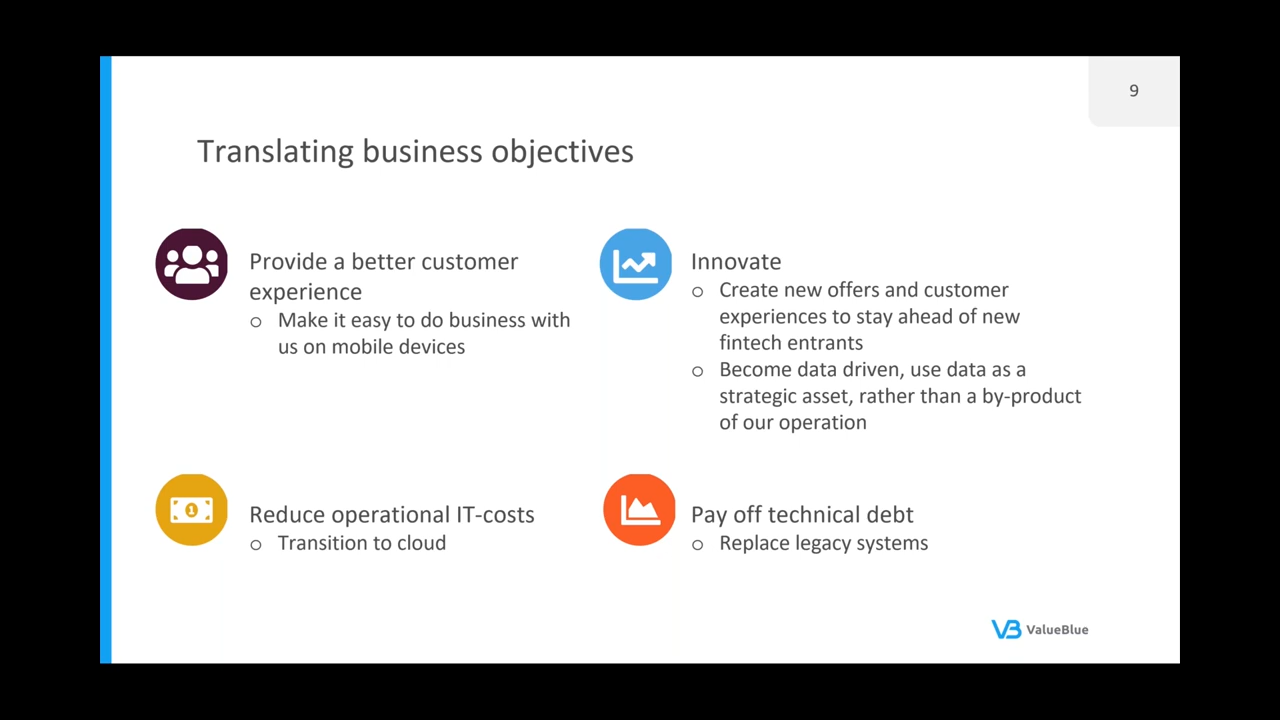 9
Translating business objectives
Provide a better customer
experience
o Make it easy to do business with
us on mobile devices
Innovate
o Create new offers and customer
experiences to stay ahead of new
fintech entrants
o Become data driven, use data as a
strategic asset, rather than a by-product
of our operation
1
Reduce operational IT-costs
o Transition to cloud
Pay off technical debt
o Replace legacy systems
VB ValueBlue